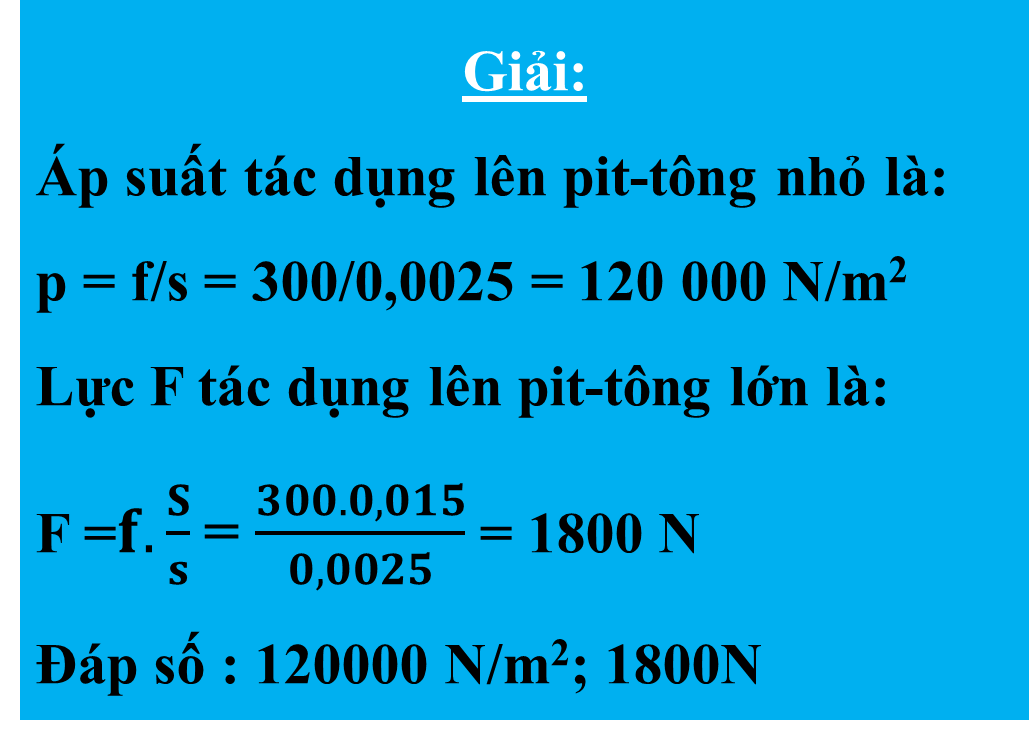 Giải:
Áp suất tác dụng lên pit-tông nhỏ là:
p = f/s = 300/0,0025 = 120 000 N/m²
Lực F tác dụng lên pit-tông lớn là:
F =f. S/s = 300.0,015/0,0025 = 1800 N
Đáp số : 120000 N/m²; 1800N